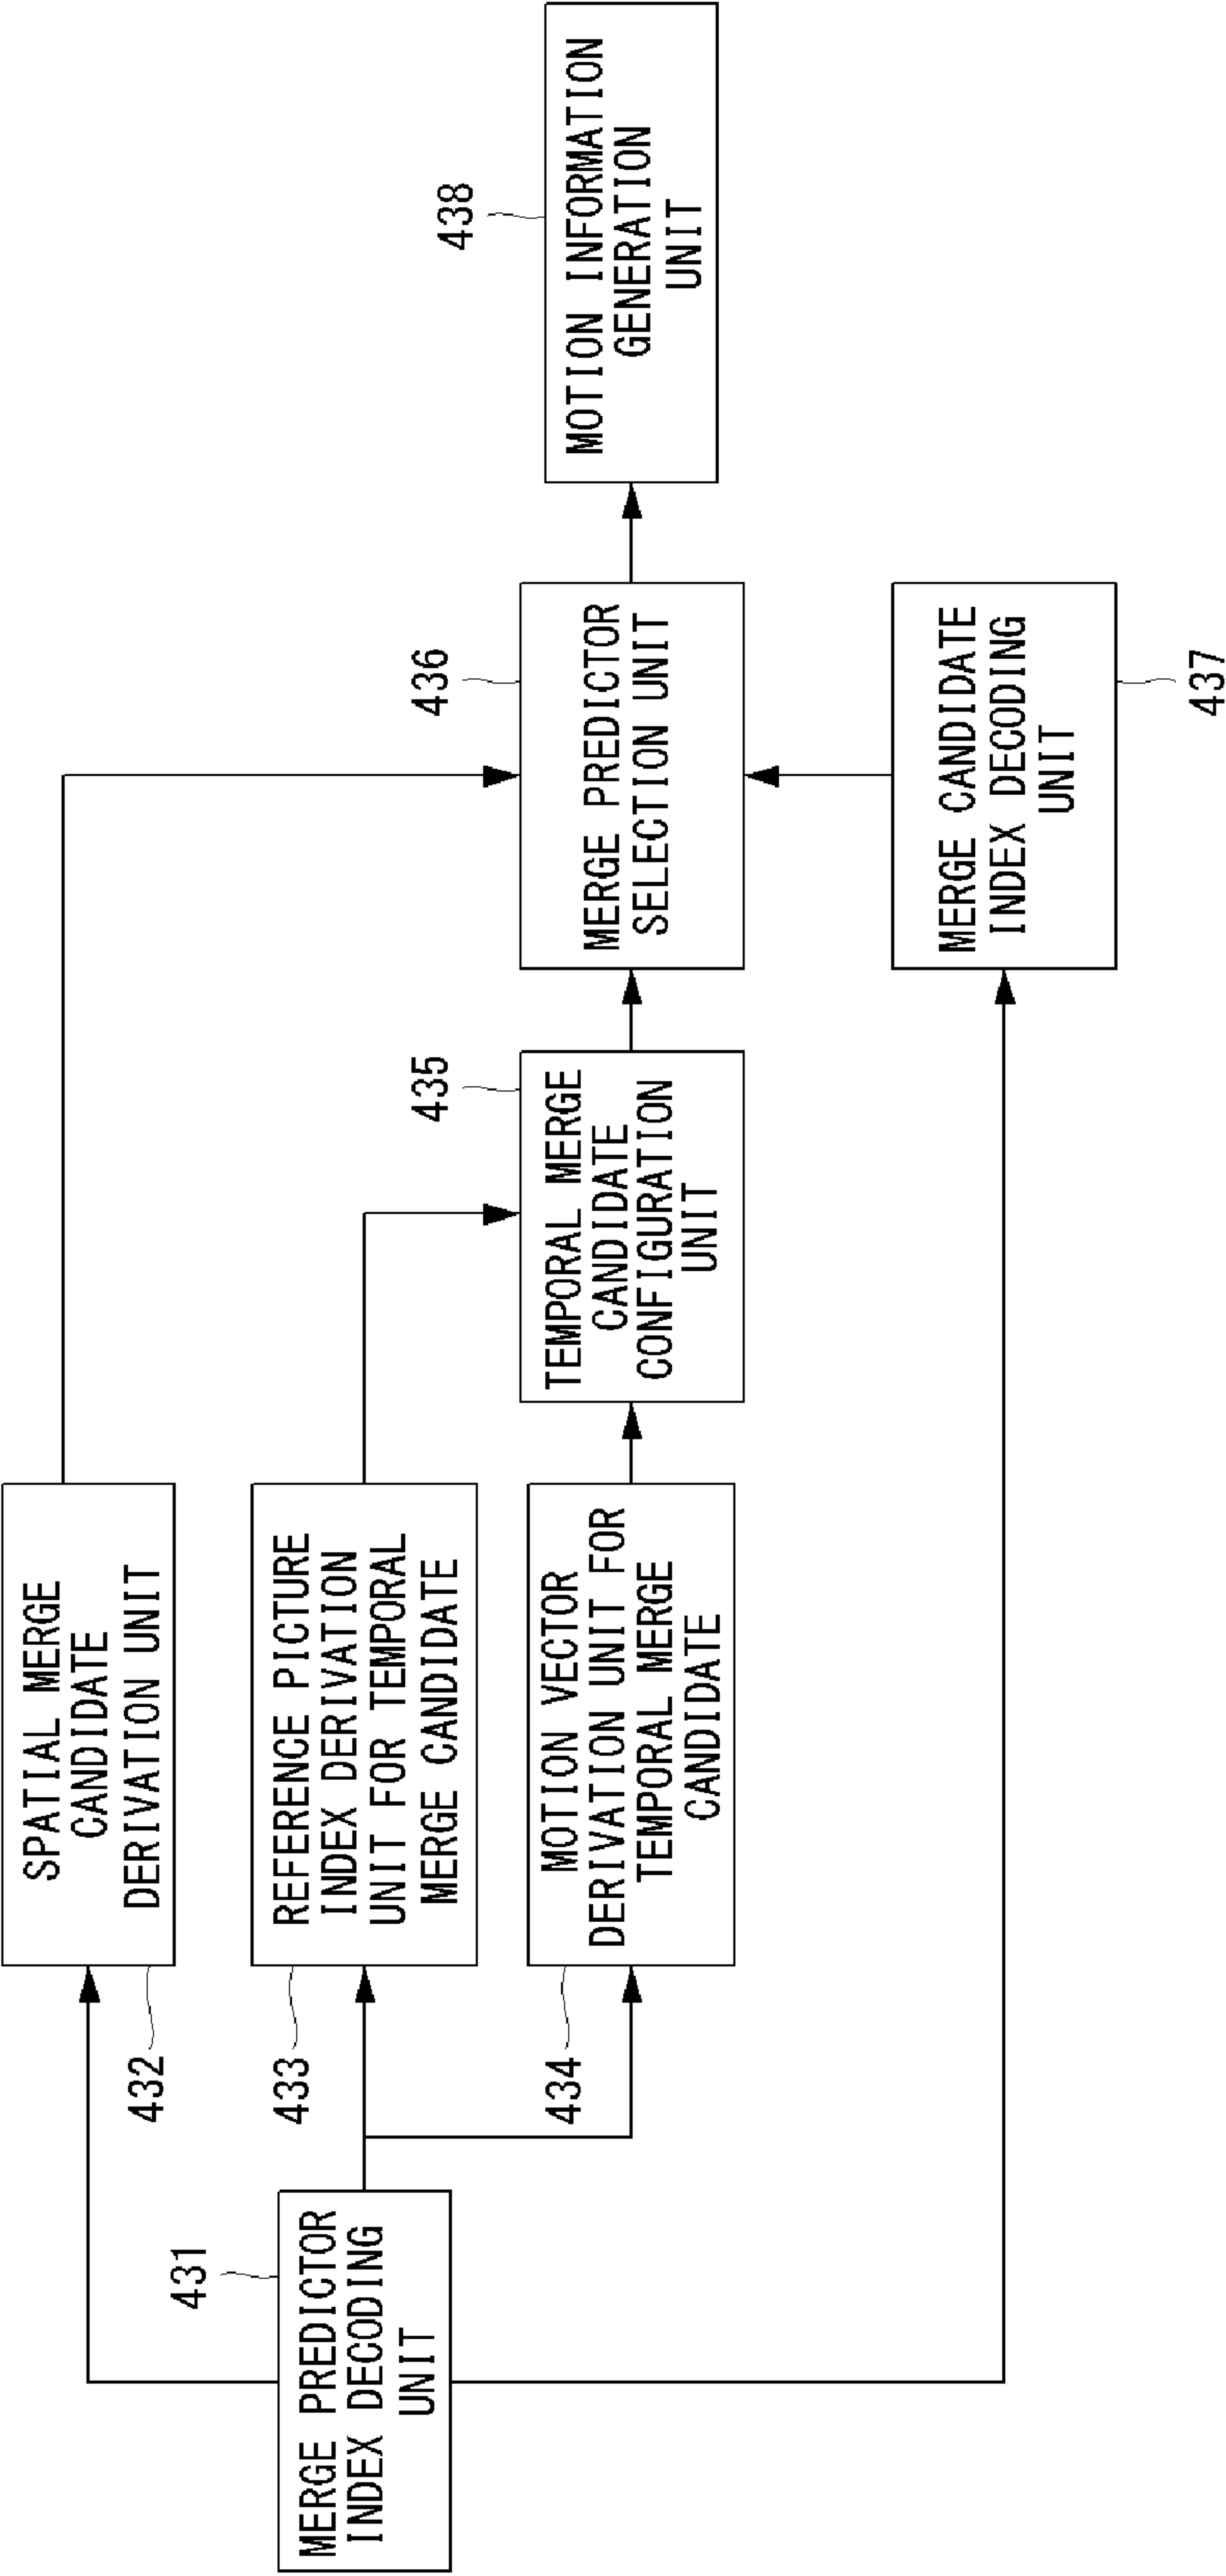 432
SPATIAL MERGE
CANDIDATE
DERIVATION UNIT
431
MERGE PREDICTOR
INDEX DECODING
UNIT
433
REFERENCE PICTURE
INDEX DERIVATION
UNIT FOR TEMPORAL
MERGE CANDIDATE
434
MOTION VECTOR
DERIVATION UNIT FOR
TEMPORAL MERGE
CANDIDATE
435
TEMPORAL MERGE
CANDIDATE
CONFIGURATION
UNIT
436
MERGE PREDICTOR
SELECTION UNIT
437
MERGE CANDIDATE
INDEX DECODING
UNIT
438
MOTION INFORMATION
GENERATION
UNIT